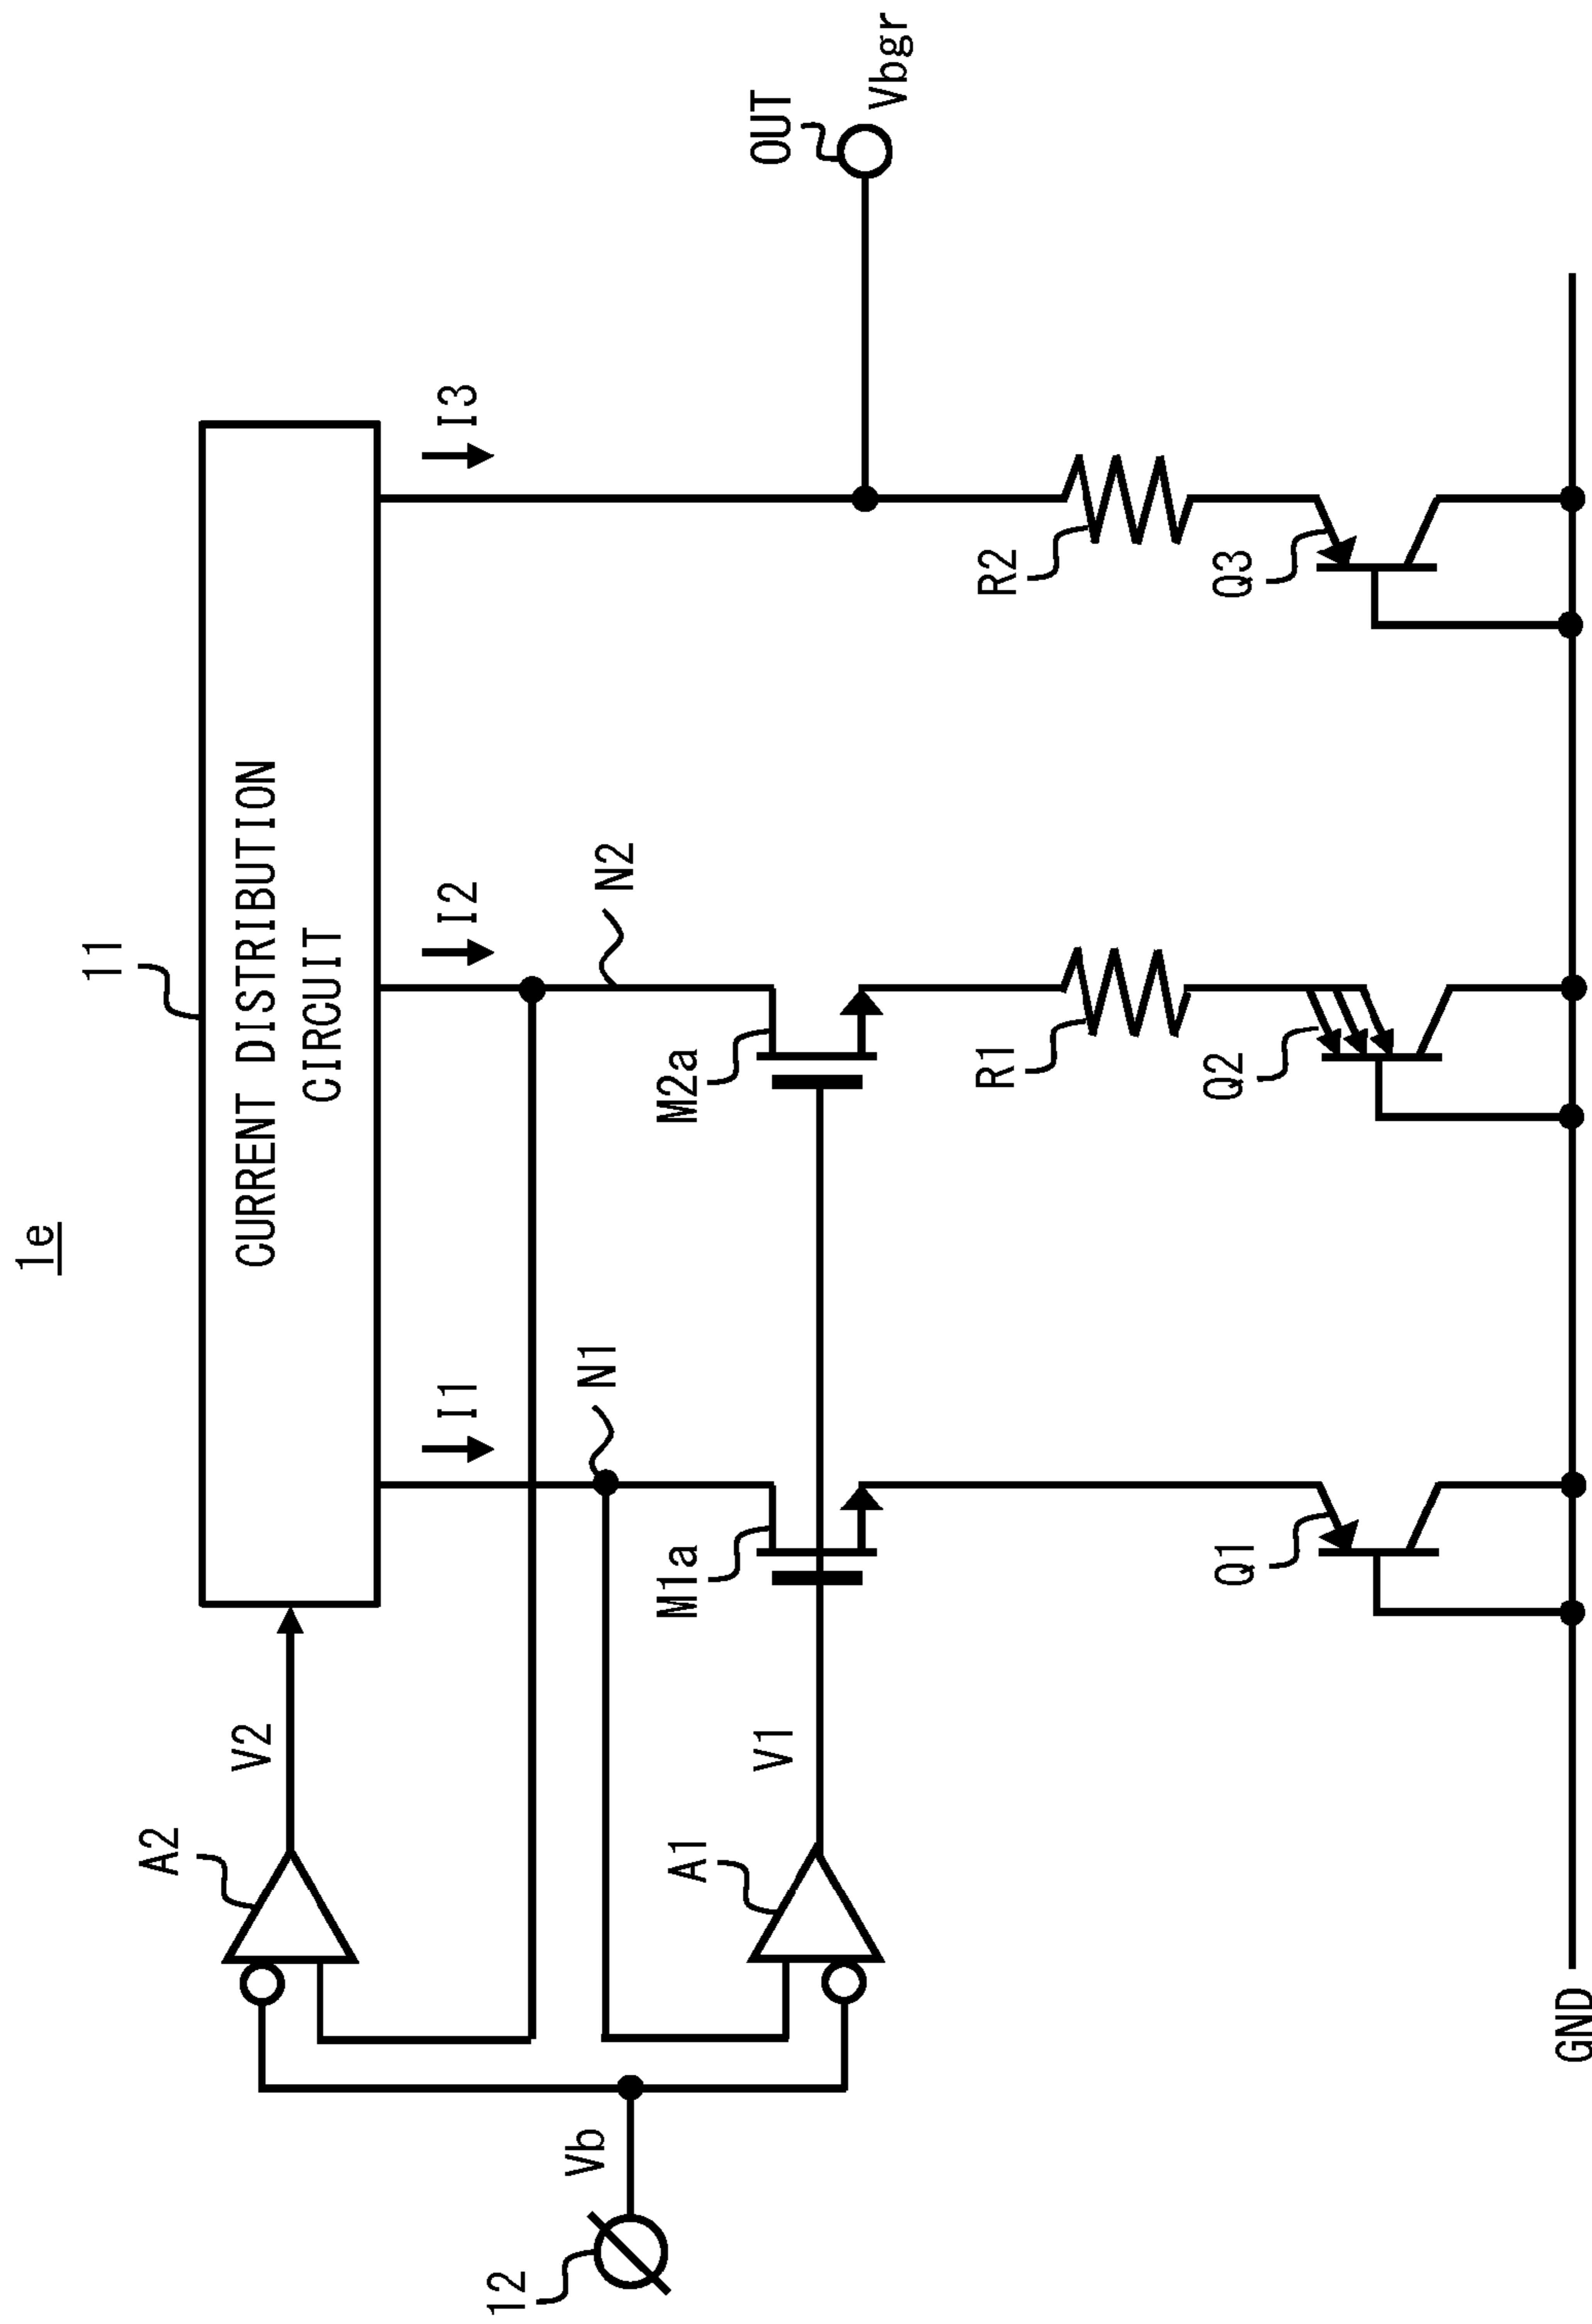 1e
11
CURRENT DISTRIBUTION
CIRCUIT
A2
V2
I1
I2
I3
N1
N2
OUT
Vbgr
12
Vb
A1
V1
M1a
M2a
R1
R2
Q1
Q2
Q3
GND